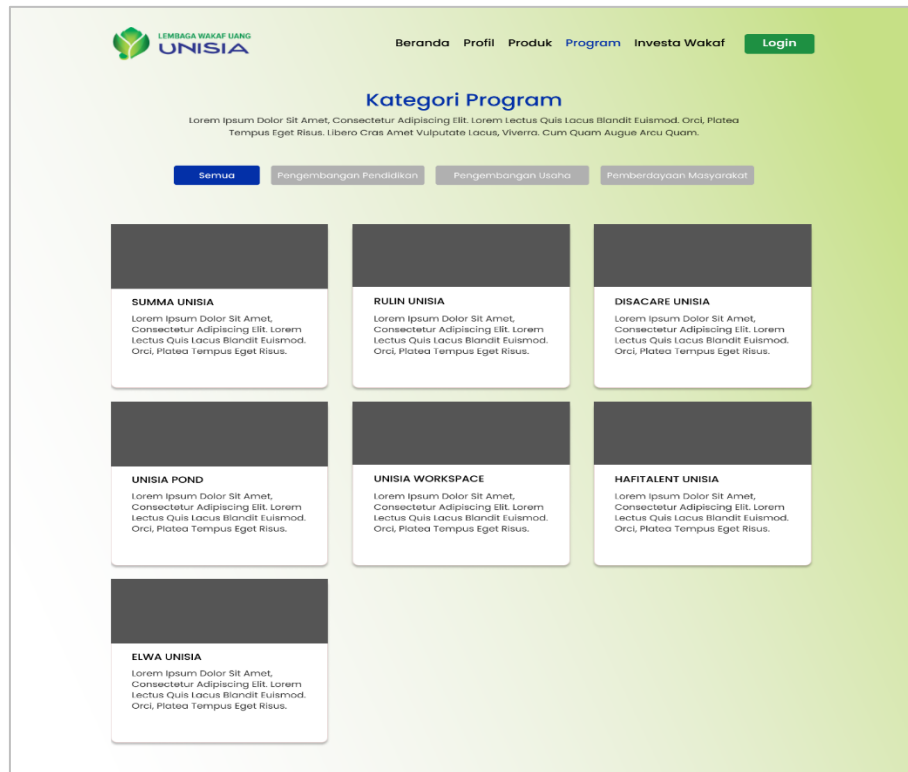 LEMBAGA WAKAF UANG
UNISIA
Beranda Profil Produk Program Investa Wakaf Login
Kategori Program
Lorem Ipsum Dolor Sit Amet, Consectetur Adipiscing Elit. Lorem Lectus Quis Lacus Blandit Euismod. Orci, Platea
Tempus Eget Risus. Libero Cras Amet Vulputate Lacus, Viverra. Cum Quam Augue Arcu Quam.
Semua Pengembangan Pendidikan Pengembangan Usaha Pemberdayaan Masyarakat
SUMMA UNISIA
Lorem Ipsum Dolor Sit Amet,
Consectetur Adipiscing Elit. Lorem
Lectus Quis Lacus Blandit Euismod.
Orci, Platea Tempus Eget Risus.
RULIN UNISIA
Lorem Ipsum Dolor Sit Amet,
Consectetur Adipiscing Elit. Lorem
Lectus Quis Lacus Blandit Euismod.
Orci, Platea Tempus Eget Risus.
DISACARE UNISIA
Lorem Ipsum Dolor Sit Amet,
Consectetur Adipiscing Elit. Lorem
Lectus Quis Lacus Blandit Euismod.
Orci, Platea Tempus Eget Risus.
UNISIA POND
Lorem Ipsum Dolor Sit Amet,
Consectetur Adipiscing Elit. Lorem
Lectus Quis Lacus Blandit Euismod.
Orci, Platea Tempus Eget Risus.
UNISIA WORKSPACE
Lorem Ipsum Dolor Sit Amet,
Consectetur Adipiscing Elit. Lorem
Lectus Quis Lacus Blandit Euismod.
Orci, Platea Tempus Eget Risus.
HAFITALENT UNISIA
Lorem Ipsum Dolor Sit Amet,
Consectetur Adipiscing Elit. Lorem
Lectus Quis Lacus Blandit Euismod.
Orci, Platea Tempus Eget Risus.
ELWA UNISIA
Lorem Ipsum Dolor Sit Amet,
Consectetur Adipiscing Elit. Lorem
Lectus Quis Lacus Blandit Euismod.
Orci, Platea Tempus Eget Risus.